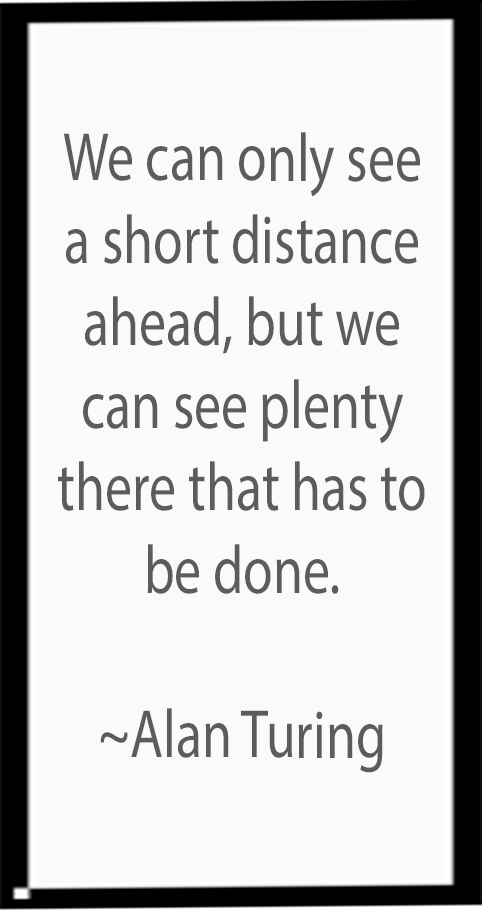 We can only see
a short distance
ahead, but we
can see plenty
there that has to
be done.
~Alan Turing